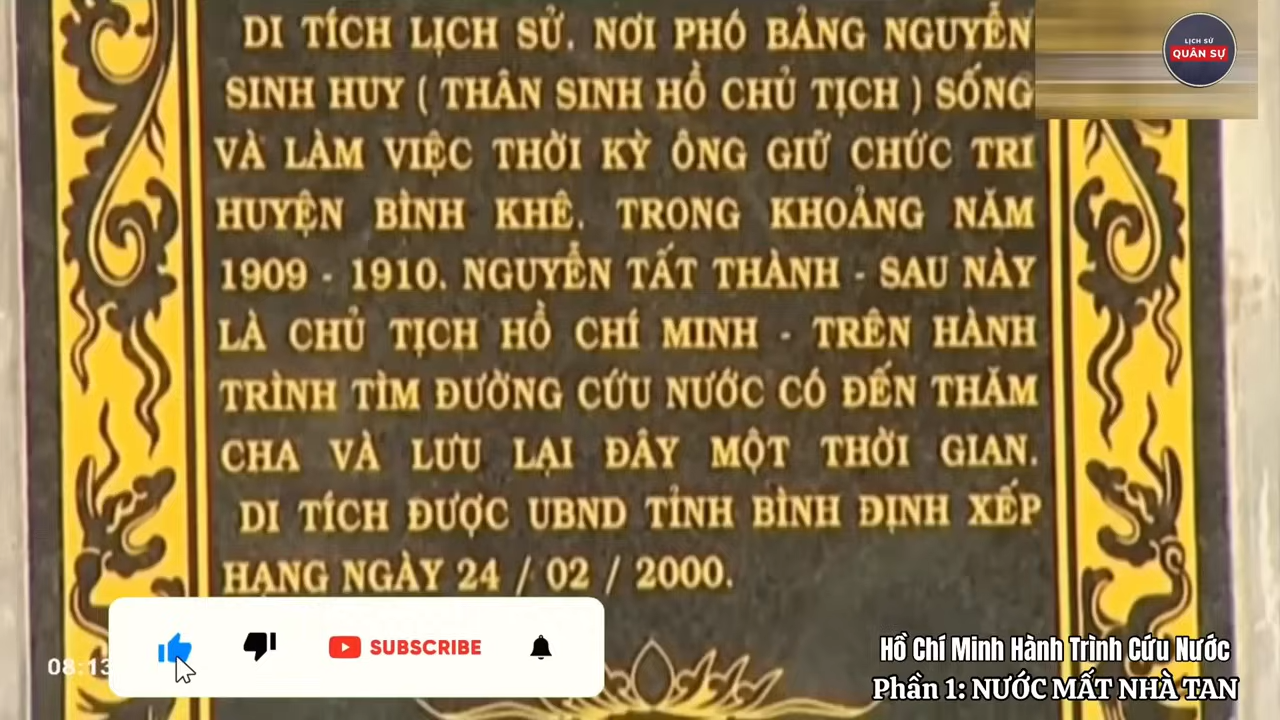 DI TÍCH LỊCH SỬ. NƠI PHÓ BẢNG NGUYỄN
SINH HUY ( THÂN SINH HỒ CHỦ TỊCH ) SỐNG
VÀ LÀM VIỆC THỜI KỲ ÔNG GIỮ CHỨC TRI
HUYỆN BÌNH KHÊ. TRONG KHOẢNG NĂM
1909 - 1910. NGUYỄN TẤT THÀNH - SAU NÀY
LÀ CHỦ TỊCH HỒ CHÍ MINH - TRÊN HÀNH
TRÌNH TÌM ĐƯỜNG CỨU NƯỚC CÓ ĐẾN THĂM
CHA VÀ LƯU LẠI ĐÂY MỘT THỜI GIAN.
DI TÍCH ĐƯỢC UBND TỈNH BÌNH ĐỊNH XẾP
HẠNG NGÀY 24 / 02 / 2000.
LỊCH SỬ
QUÂN SỰ
SUBSCRIBE
08:13
Hồ Chí Minh Hành Trình Cứu Nước
Phần 1: NƯỚC MẤT NHÀ TAN